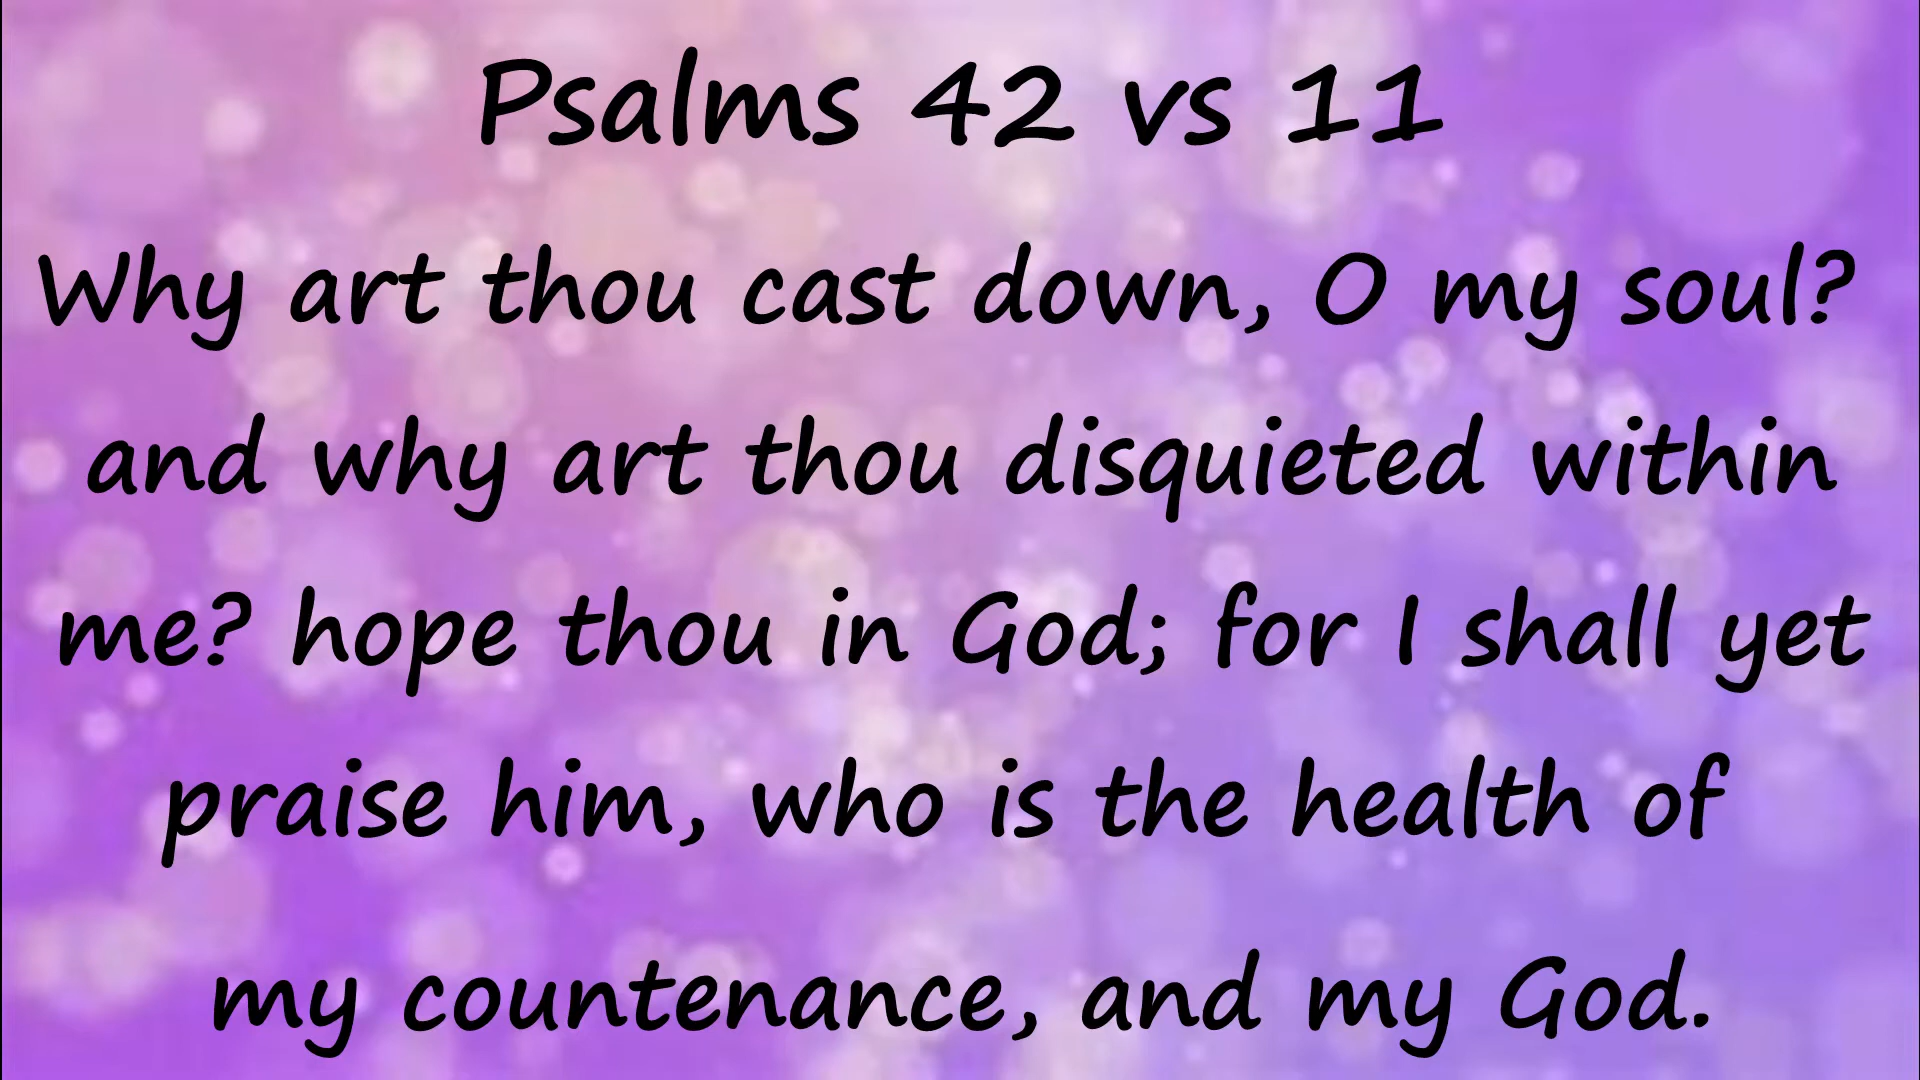 Psalms 42 vs 11
Why art thou cast down, O my soul?
and why art thou disquieted within
me? hope thou in God; for I shall yet
praise him, who is the health of
my countenance, and my God.